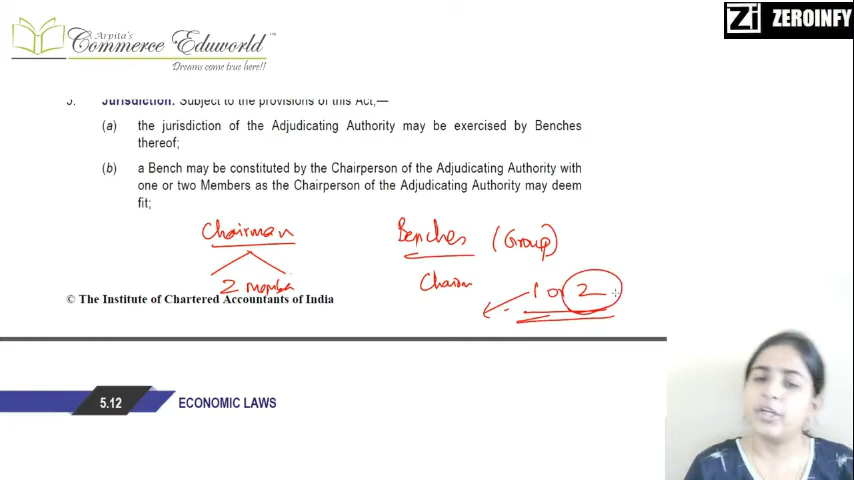 Arpita's
Commerce Eduworld
Dreams come true here!!
Zi ZEROINFY
Jurisdiction. Subject to the provisions of this Act,—
(a) the jurisdiction of the Adjudicating Authority may be exercised by Benches
thereof;
(b) a Bench may be constituted by the Chairperson of the Adjudicating Authority with
one or two Members as the Chairperson of the Adjudicating Authority may deem
fit;
Chairman
Benches (Group)
2 member
1 or 2
© The Institute of Chartered Accountants of India
5.12 ECONOMIC LAWS